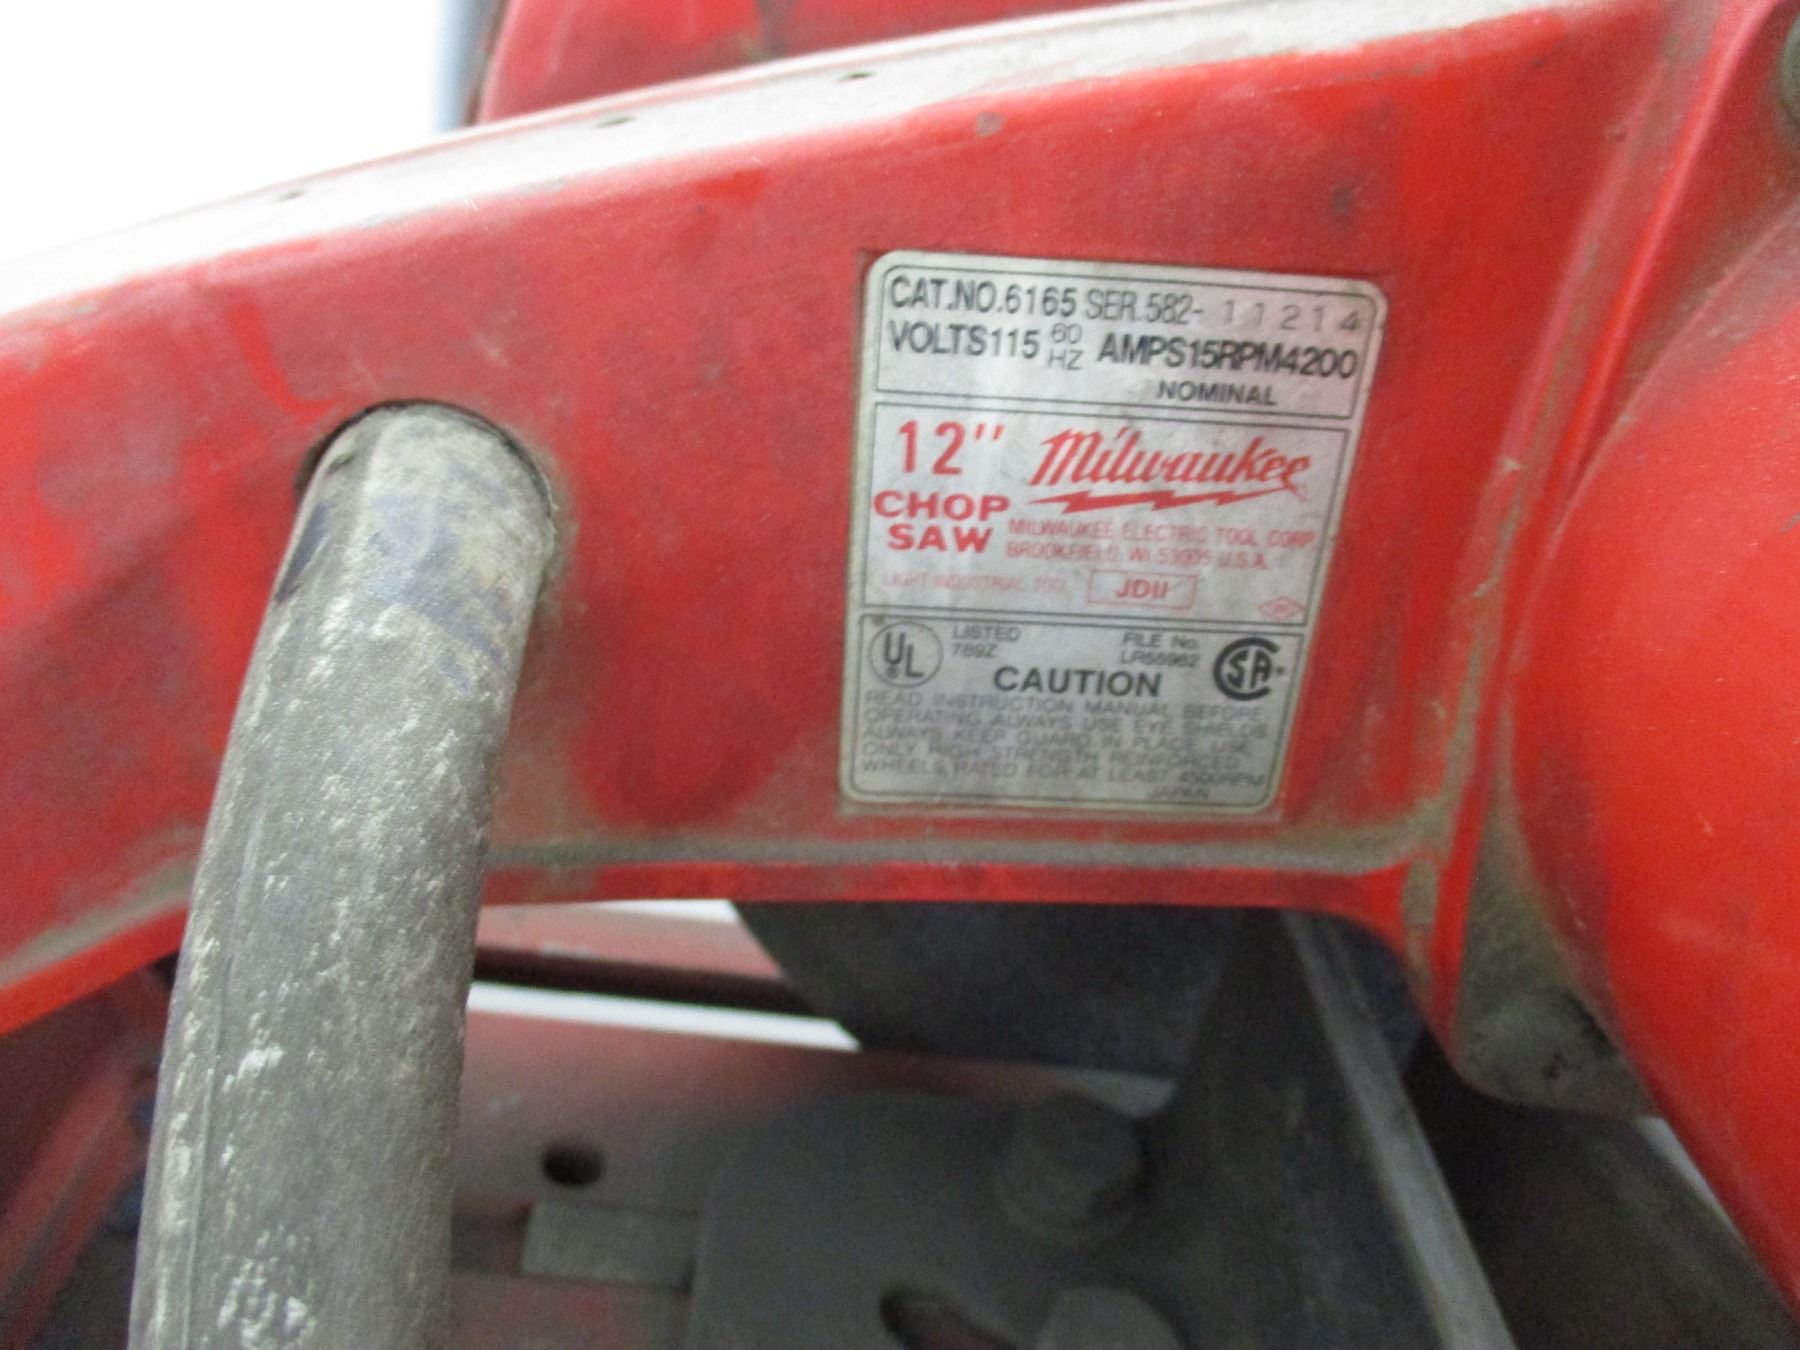 CAT.NO.6165 SER.582- 11214
VOLTS115 60 HZ AMPS15RPM4200
NOMINAL
12" Milwaukee
CHOP SAW
MILWAUKEE ELECTRIC TOOL CORP
BROOKFIELD, WI 53005 U.S.A.
LIGHT INDUSTRIAL TOOL JDII
UL LISTED 789Z
FILE No. CSA
CAUTION
READ INSTRUCTION MANUAL BEFORE
OPERATING ALWAYS USE EYE SHIELDS
ALWAYS KEEP GUARD IN PLACE, USE
ONLY HIGH STRENGTH REINFORCED
WHEELS RATED FOR AT LEAST 4500RPM
JAPAN